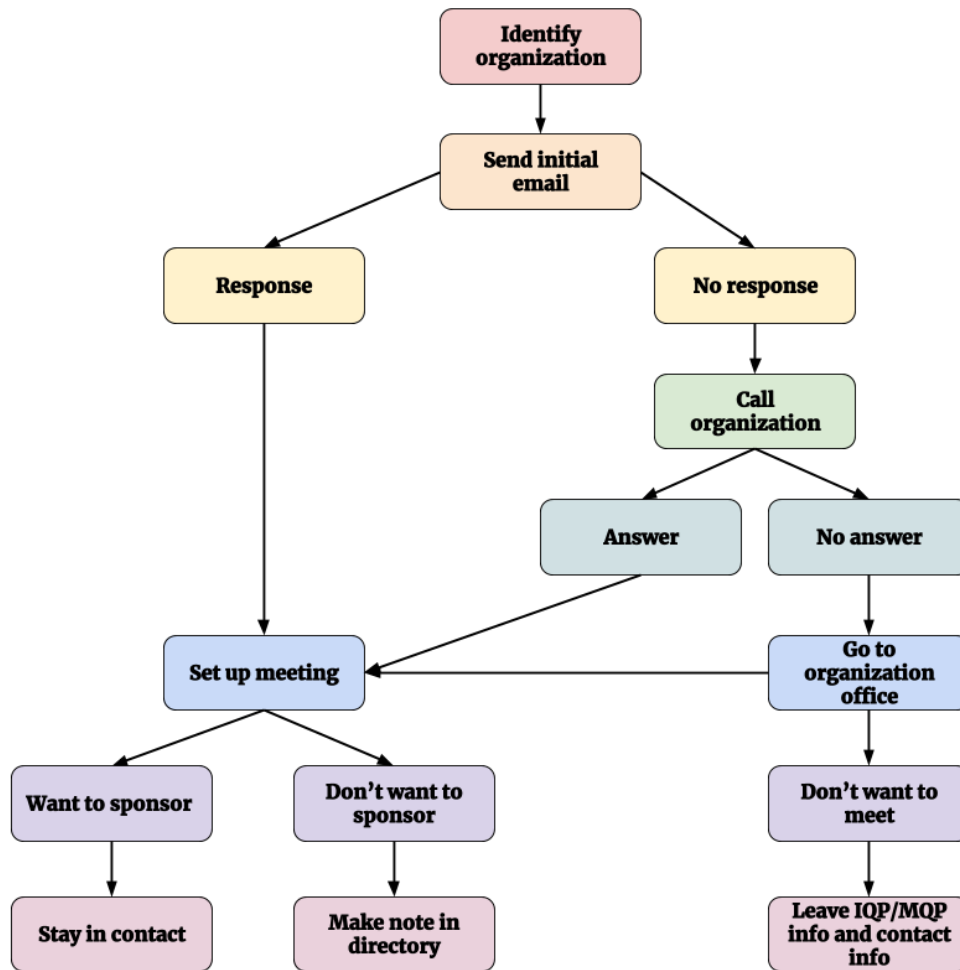 Identify
organization
Send initial
email
Response
No response
Call
organization
Answer
No answer
Set up meeting
Go to
organization
office
Want to sponsor
Don’t want to
sponsor
Don’t want to
meet
Stay in contact
Make note in
directory
Leave IQP/MQP
info and contact
info